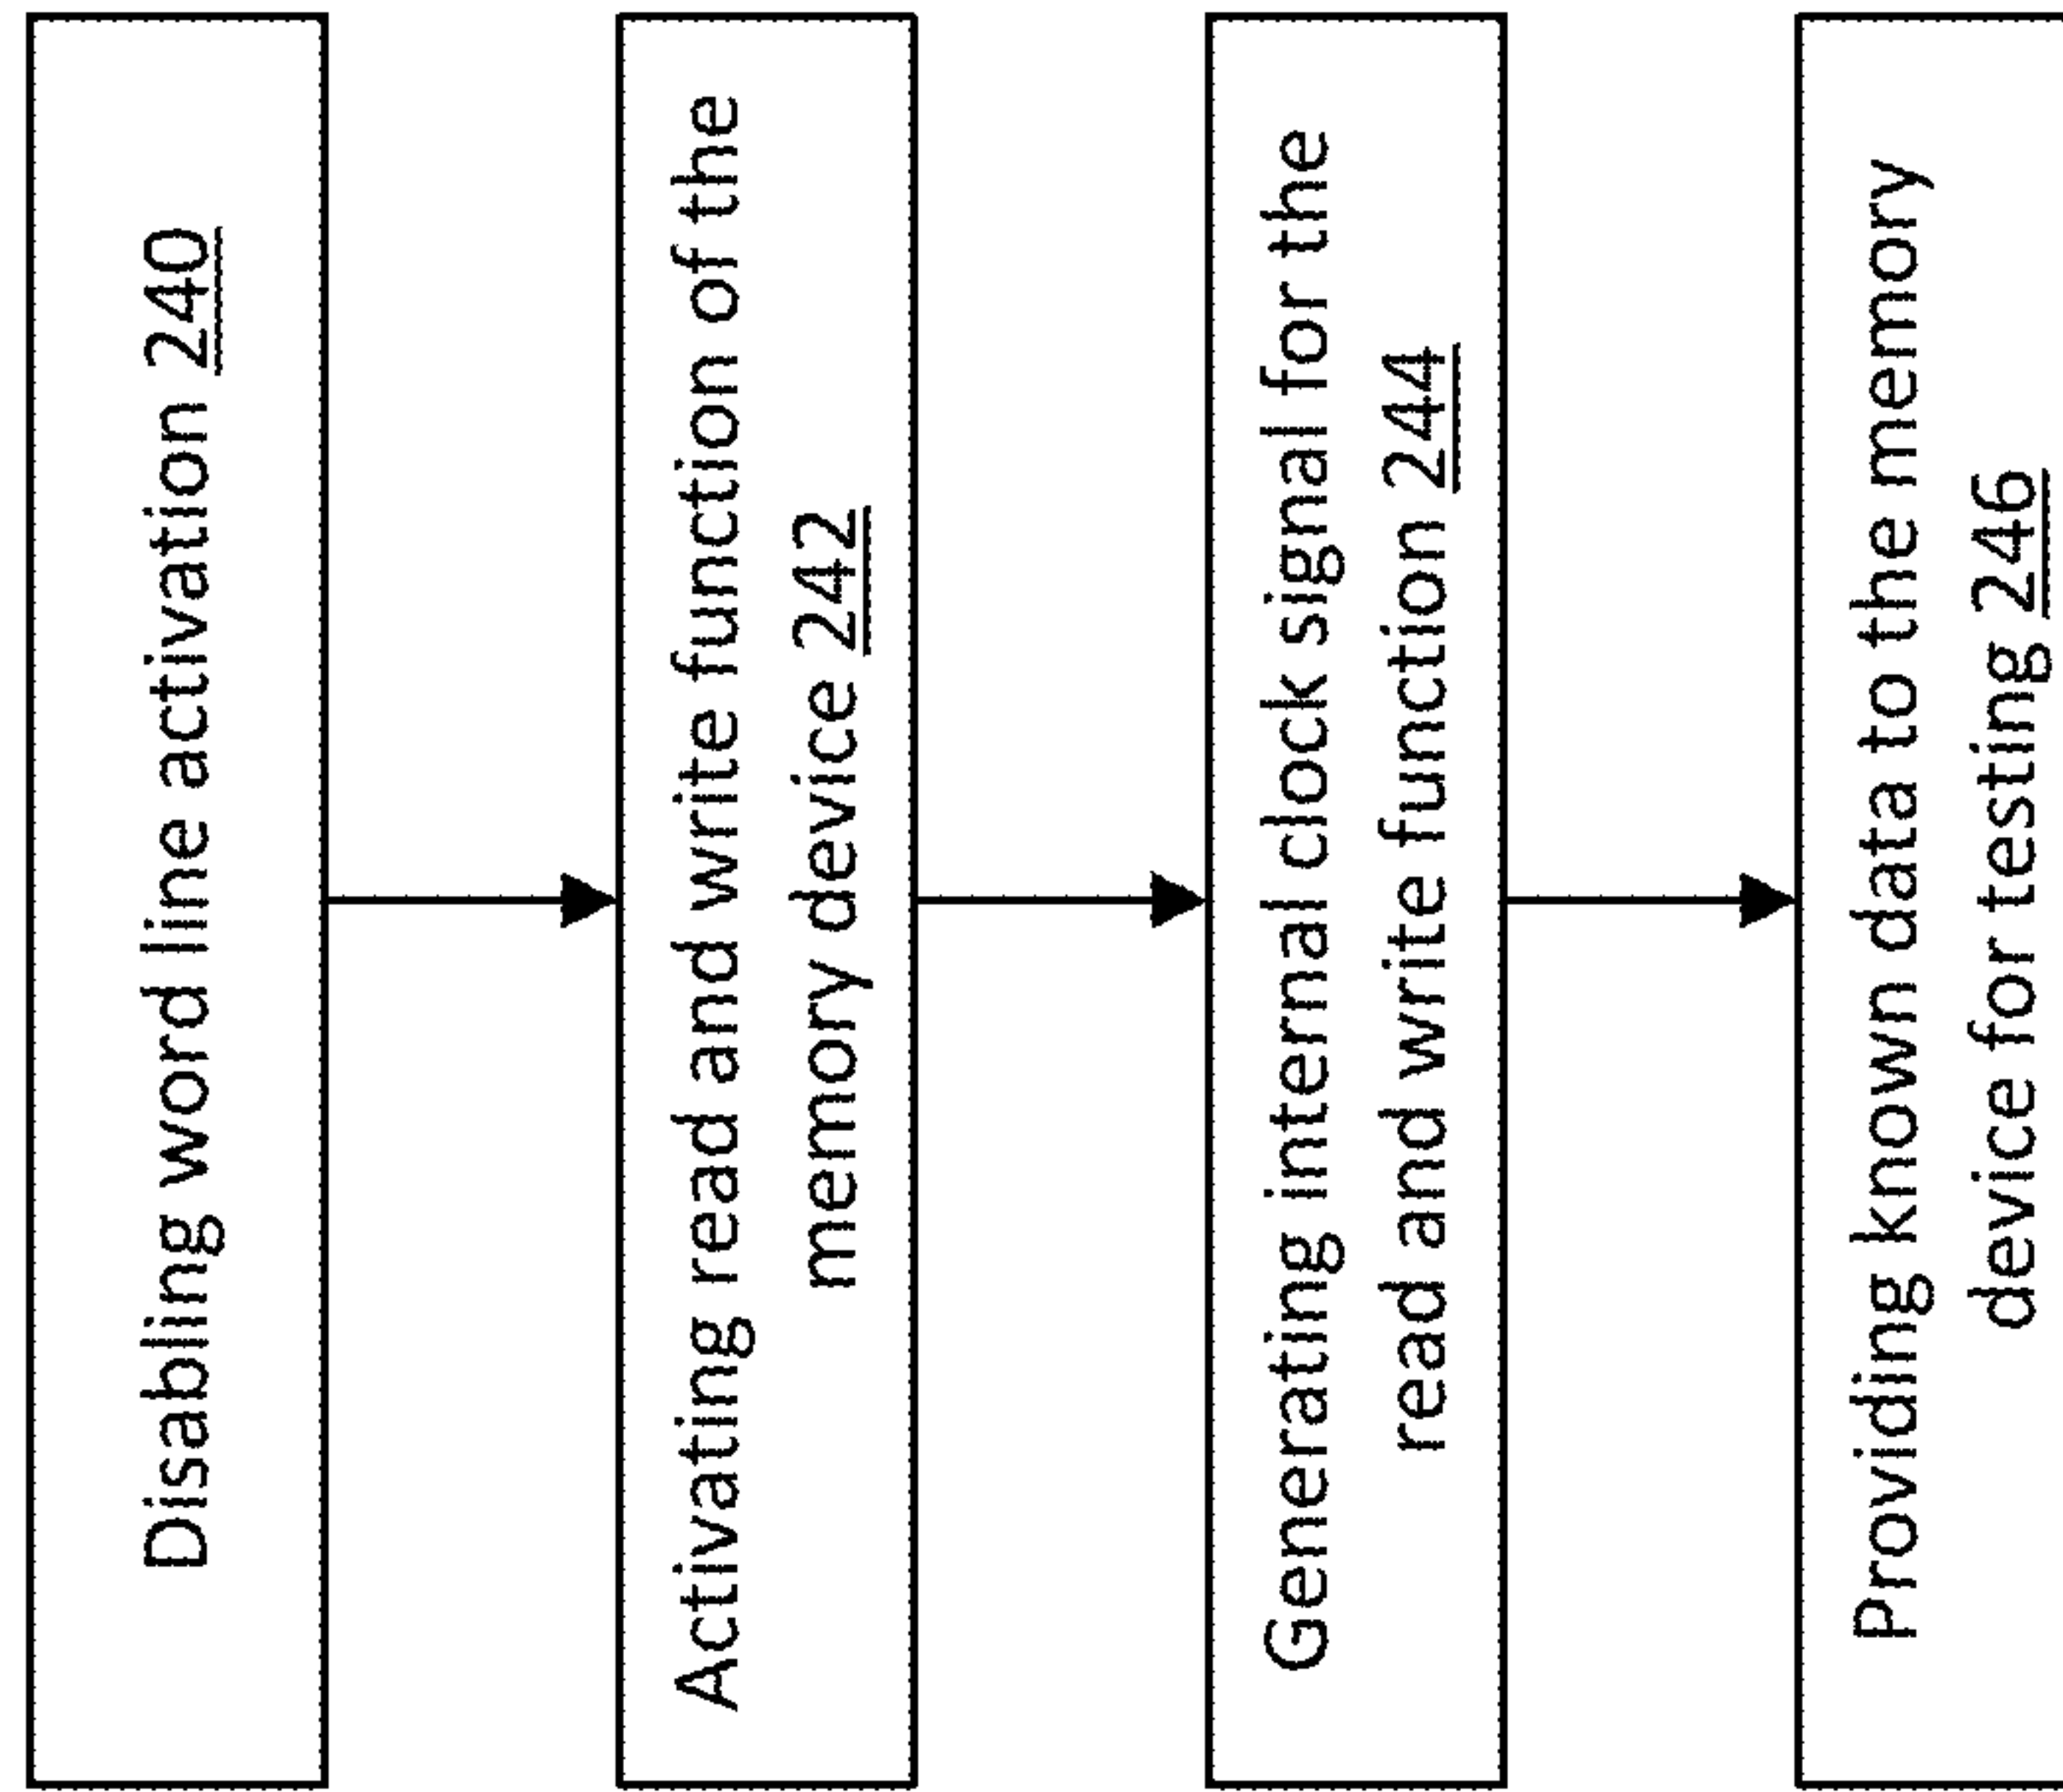 Disabling word line activation 240
Activating read and write function of the
memory device 242
Generating internal clock signal for the
read and write function 244
Providing known data to the memory
device for testing 246